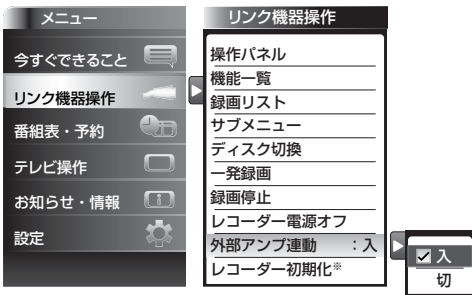 メニュー
今すぐできること
リンク機器操作
番組表・予約
テレビ操作
お知らせ・情報
設定
リンク機器操作
操作パネル
機能一覧
録画リスト
サブメニュー
ディスク切換
一発録画
録画停止
レコーダー電源オフ
外部アンプ連動　：入
レコーダー初期化※
入
切